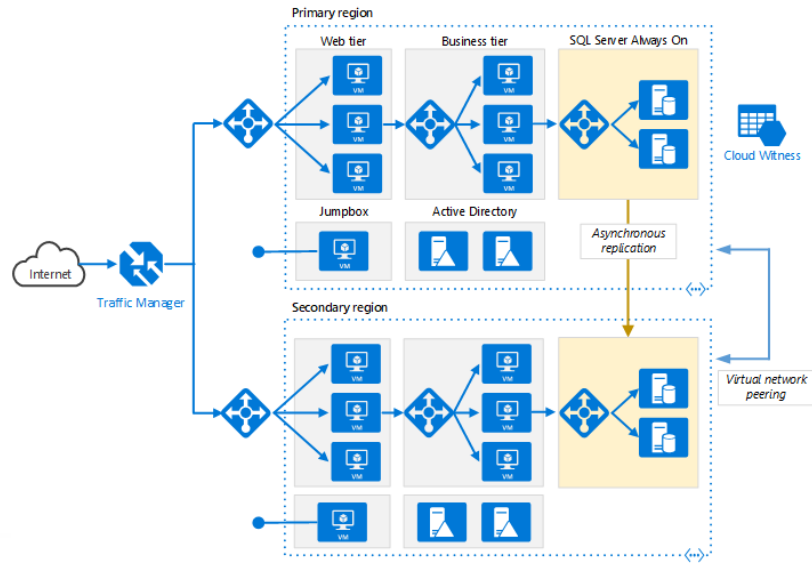 Primary region
Web tier
Business tier
SQL Server Always On
VM
VM
VM
VM
VM
VM
Cloud Witness
Jumpbox
Active Directory
VM
Asynchronous
replication
Internet
Traffic Manager
Secondary region
VM
VM
VM
VM
VM
VM
Virtual network
peering
VM